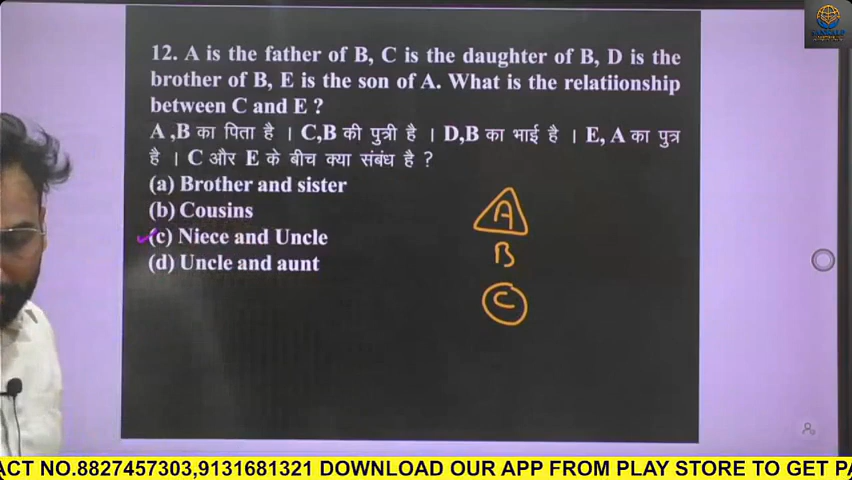 12. A is the father of B, C is the daughter of B, D is the
brother of B, E is the son of A. What is the relatiionship
between C and E ?
A ,B का पिता है । C,B की पुत्री है । D,B का भाई है । E, A का पुत्र
है । C और E के बीच क्या संबंध है ?
(a) Brother and sister
(b) Cousins
(c) Niece and Uncle
(d) Uncle and aunt
A
B
C
ACT NO.8827457303,9131681321 DOWNLOAD OUR APP FROM PLAY STORE TO GET PA